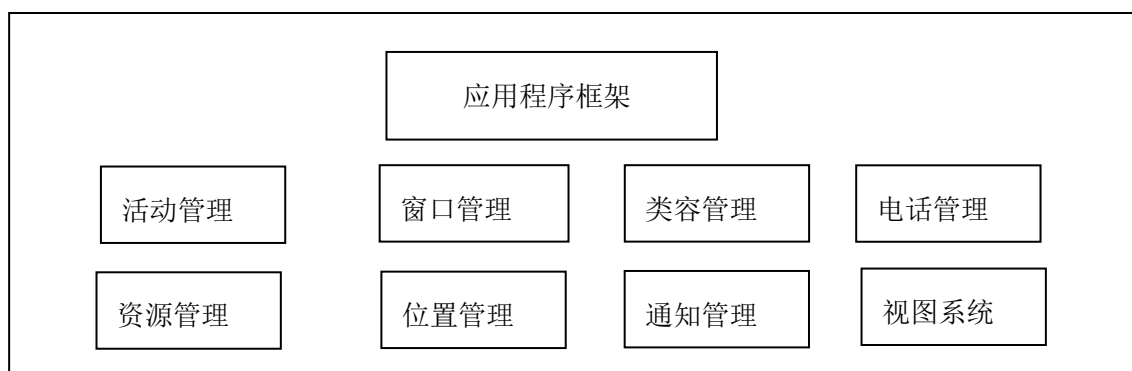 应用程序框架
活动管理 窗口管理 类容管理 电话管理
资源管理 位置管理 通知管理 视图系统